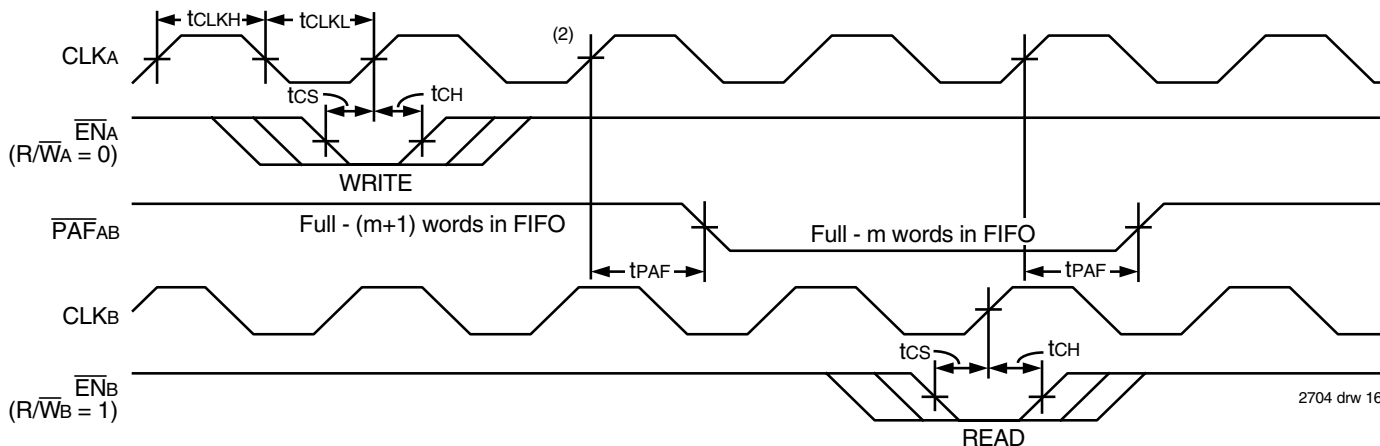 tCLKH
tCLKL
(2)
CLKA
tCS
tCH
ENA
(R/WA = 0)
WRITE
PAFAB
Full - (m+1) words in FIFO
Full - m words in FIFO
tPAF
tPAF
CLKB
tCS
tCH
ENB
(R/WB = 1)
READ
2704 drw 16